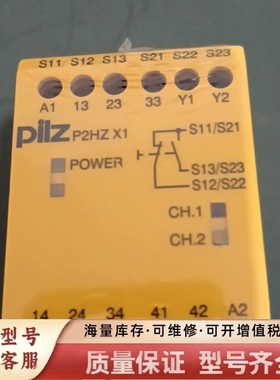 S11 S12 S13 S21 S22 S23
A1 13 23 33 Y1 Y2
pilz P2HZ X1
POWER
S11/S21
S13/S23
S12/S22
CH.1
CH.2
14 24 34 41 42 A2
型号
客服
海量库存·可维修·可开增值税
质量保证 型号齐